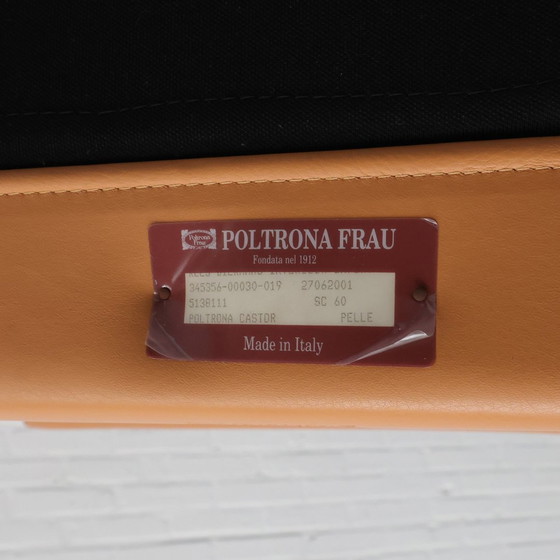 Poltrona Frau
POLTRONA FRAU
Fondata nel 1912
345356-00030-019 27062001
5138111 SC 60
POLTRONA CASTOR PELLE
Made in Italy